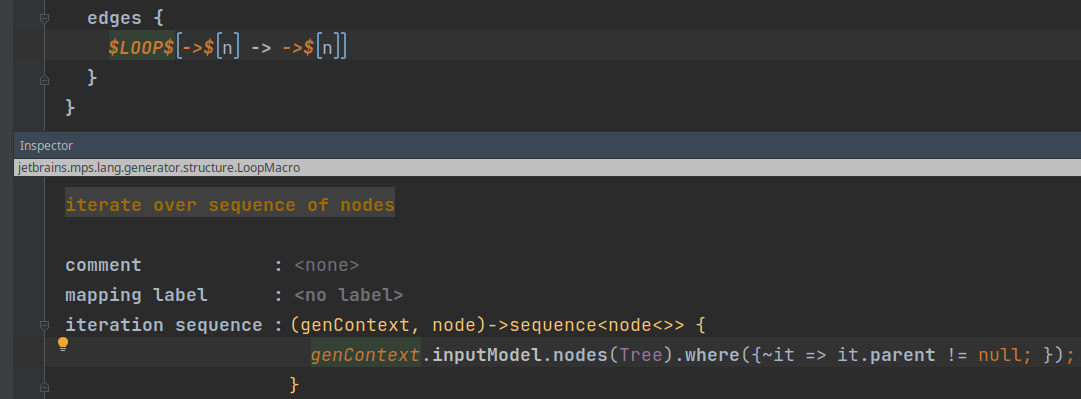 edges {
$LOOP$[->$[n] -> ->$[n]]
}
}
Inspector
jetbrains.mps.lang.generator.structure.LoopMacro
iterate over sequence of nodes
comment : <none>
mapping label : <no label>
iteration sequence : (genContext, node)->sequence<node<>> {
genContext.inputModel.nodes(Tree).where({~it => it.parent != null; });
}